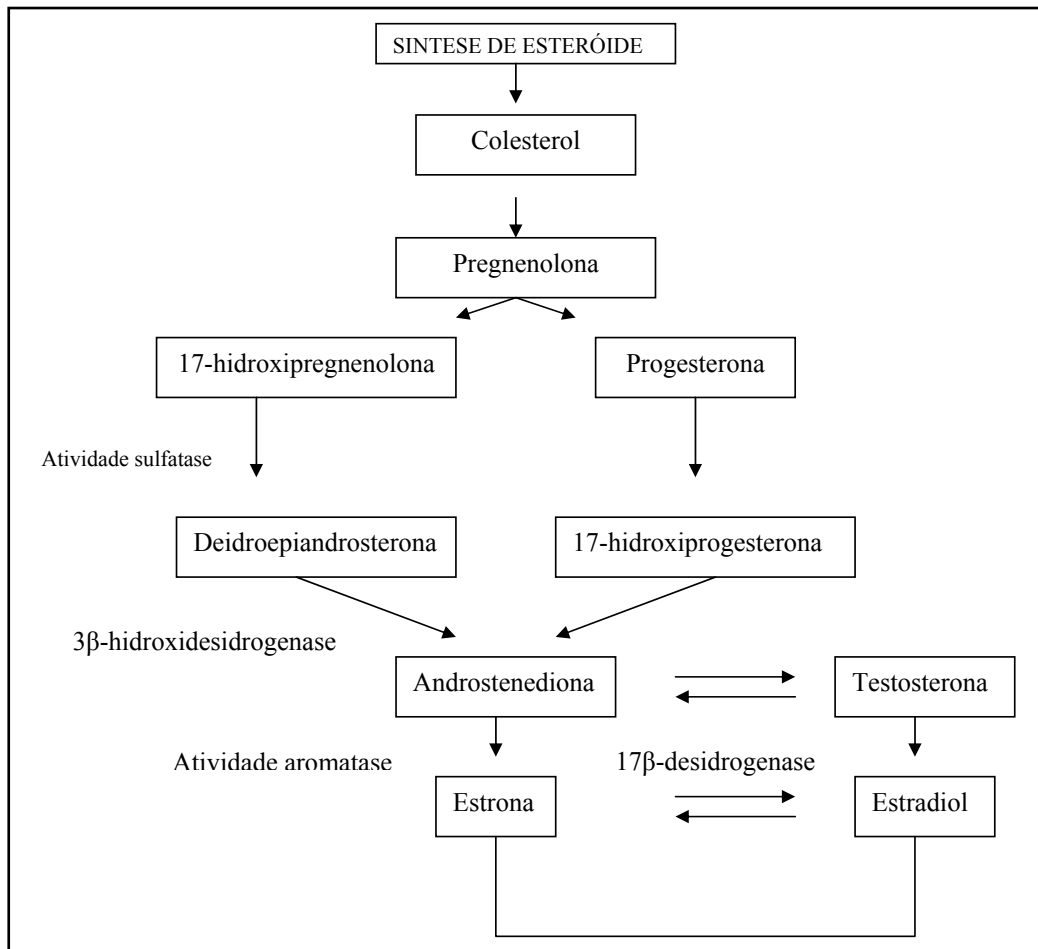 SINTESE DE ESTERÓIDE
Colesterol
Pregnenolona
17-hidroxipregnenolona
Progesterona
Atividade sulfatase
Deidroepiandrosterona
17-hidroxiprogesterona
3β-hidroxidesidrogenase
Androstenediona
Testosterona
Atividade aromatase
17β-desidrogenase
Estrona
Estradiol